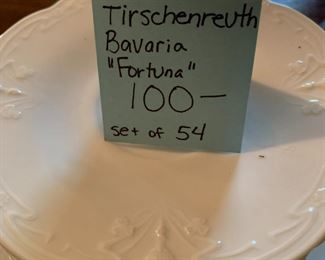 Tirschenreuth
Bavaria
"Fortuna"
100—
set of 54